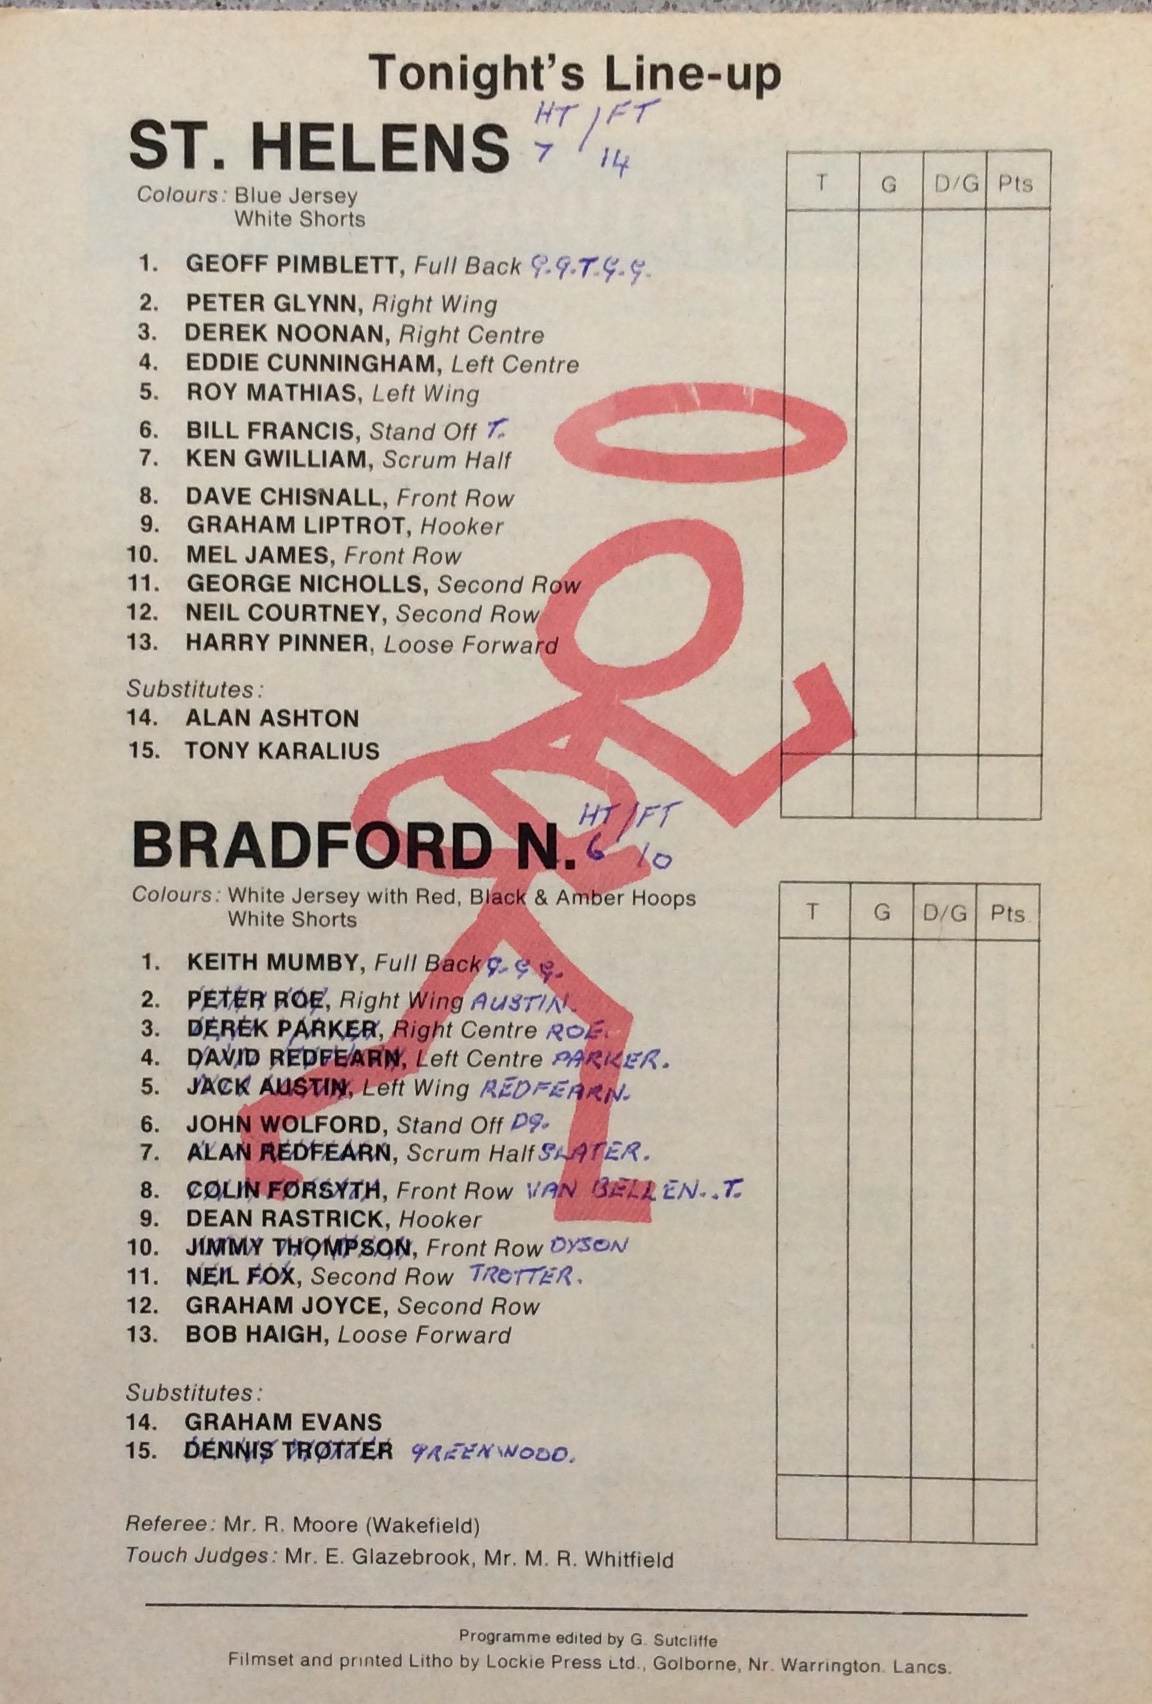 Tonight's Line-up
ST. HELENS HT / FT
7 14
Colours: Blue Jersey
White Shorts
T G D/G Pts
1. GEOFF PIMBLETT, Full Back G.G.T.G.G.
2. PETER GLYNN, Right Wing
3. DEREK NOONAN, Right Centre
4. EDDIE CUNNINGHAM, Left Centre
5. ROY MATHIAS, Left Wing
6. BILL FRANCIS, Stand Off T.
7. KEN GWILLIAM, Scrum Half
8. DAVE CHISNALL, Front Row
9. GRAHAM LIPTROT, Hooker
10. MEL JAMES, Front Row
11. GEORGE NICHOLLS, Second Row
12. NEIL COURTNEY, Second Row
13. HARRY PINNER, Loose Forward
Substitutes:
14. ALAN ASHTON
15. TONY KARALIUS
BRADFORD N. HT / FT
6 10
Colours: White Jersey with Red, Black & Amber Hoops
White Shorts
T G D/G Pts.
1. KEITH MUMBY, Full Back G. G G.
2. PETER ROE, Right Wing AUSTIN.
3. DEREK PARKER, Right Centre ROE.
4. DAVID REDFEARN, Left Centre PARKER.
5. JACK AUSTIN, Left Wing REDFEARN.
6. JOHN WOLFORD, Stand Off DG.
7. ALAN REDFEARN, Scrum Half SLATER.
8. COLIN FORSYTH, Front Row VAN BELLEN..T.
9. DEAN RASTRICK, Hooker
10. JIMMY THOMPSON, Front Row DYSON
11. NEIL FOX, Second Row TROTTER.
12. GRAHAM JOYCE, Second Row
13. BOB HAIGH, Loose Forward
Substitutes:
14. GRAHAM EVANS
15. DENNIS TROTTER GREENWOOD.
Referee: Mr. R. Moore (Wakefield)
Touch Judges: Mr. E. Glazebrook, Mr. M. R. Whitfield
Programme edited by G. Sutcliffe
Filmset and printed Litho by Lockie Press Ltd., Golborne, Nr. Warrington. Lancs.